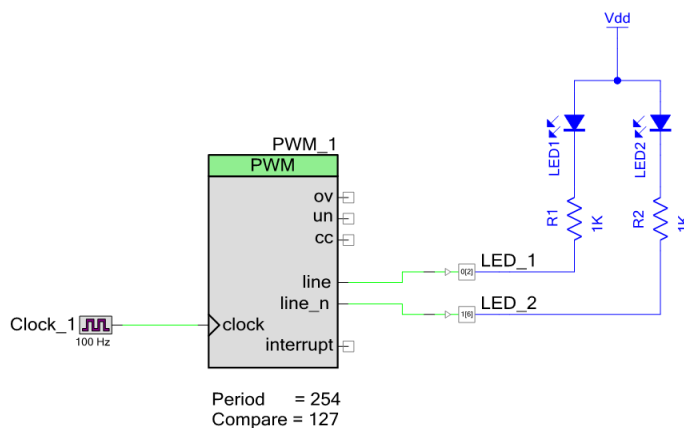 Vdd
LED1
LED2
R1
1K
R2
1K
PWM_1
PWM
ov
un
cc
line
line_n
clock
interrupt
0[2]
LED_1
1[6]
LED_2
Clock_1
100 Hz
Period = 254
Compare = 127